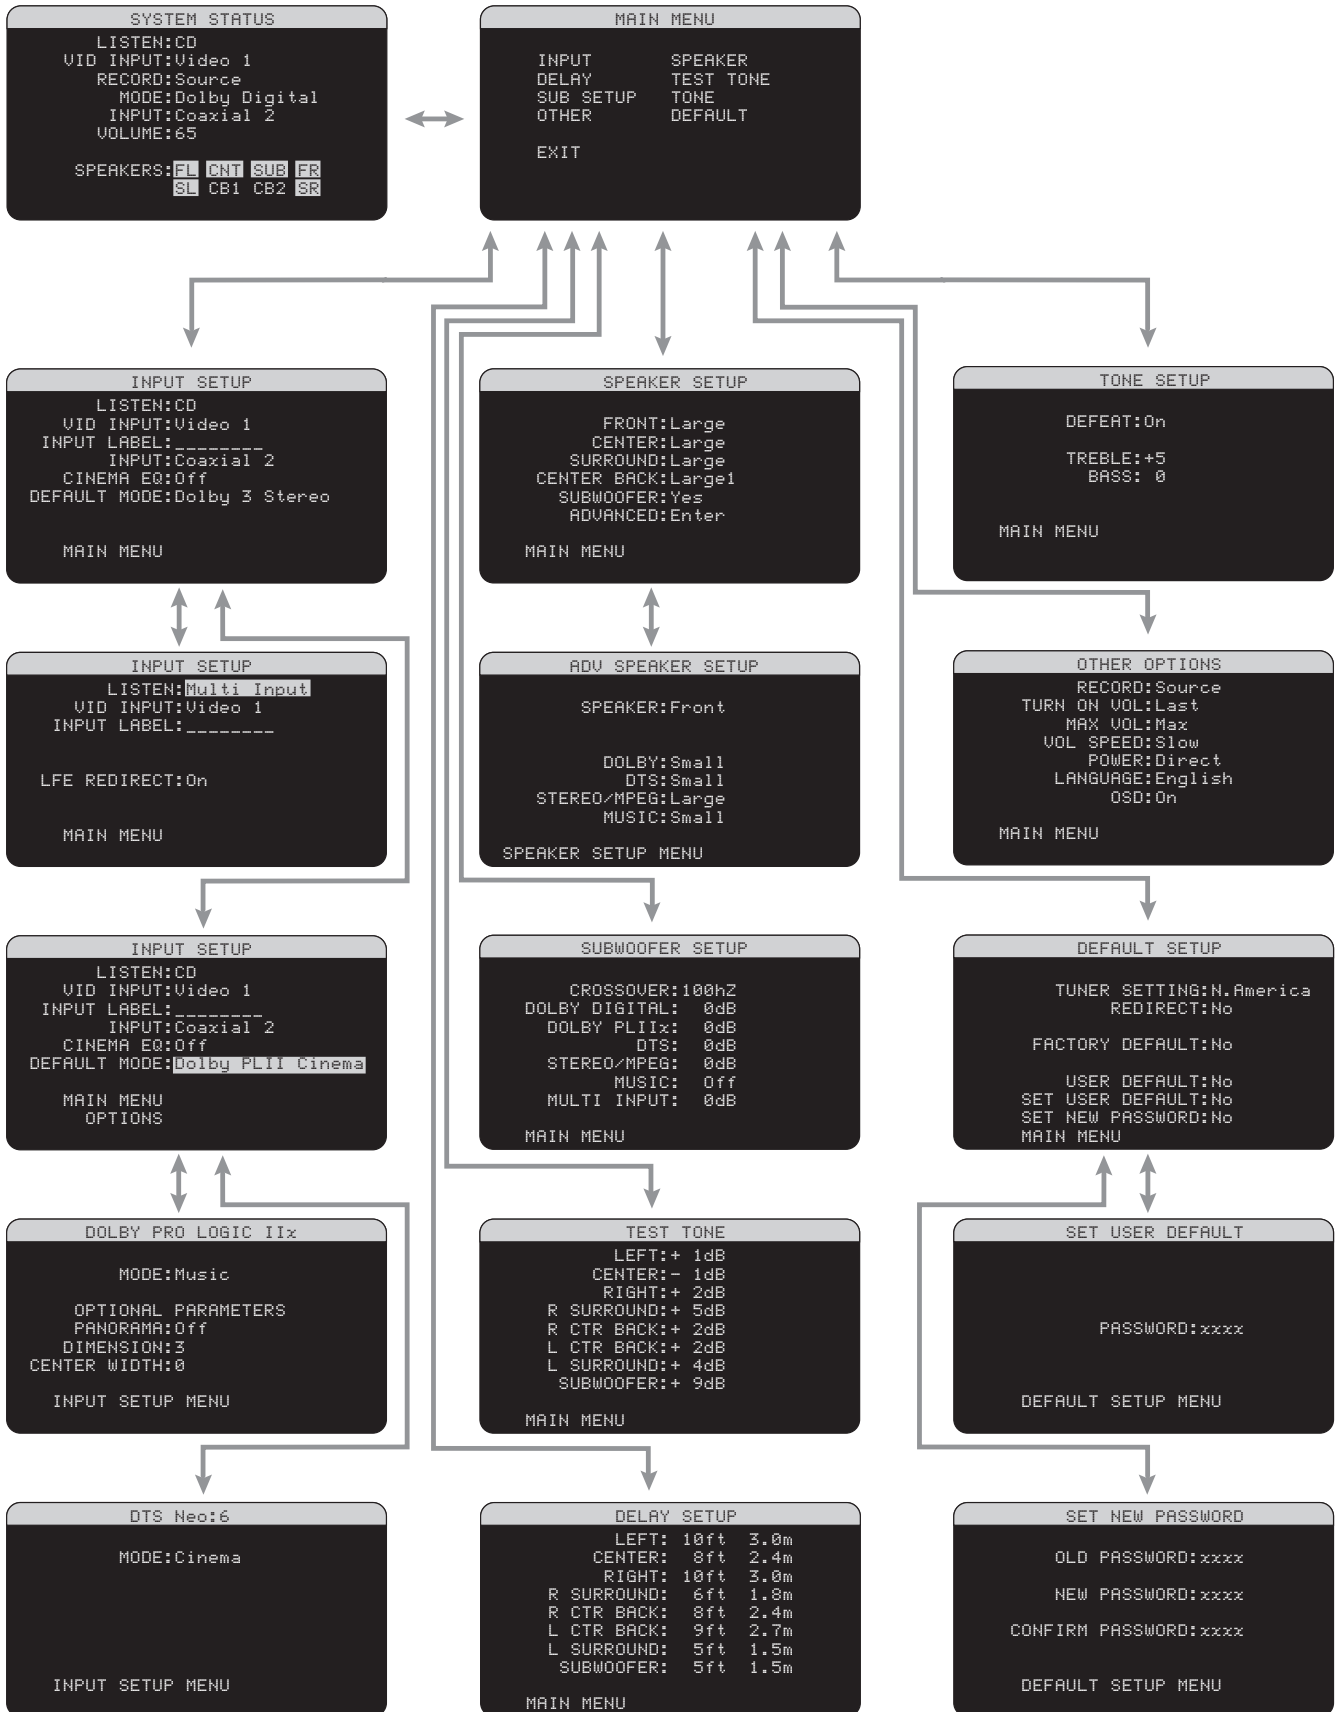 SYSTEM STATUS
LISTEN:CD
VID INPUT:Video 1
RECORD:Source
MODE:Dolby Digital
INPUT:Coaxial 2
VOLUME:65
SPEAKERS:FL CNT SUB FR
SL CB1 CB2 SR
MAIN MENU
INPUT SPEAKER
DELAY TEST TONE
SUB SETUP TONE
OTHER DEFAULT
EXIT
INPUT SETUP
LISTEN:CD
VID INPUT:Video 1
INPUT LABEL:________
INPUT:Coaxial 2
CINEMA EQ:Off
DEFAULT MODE:Dolby 3 Stereo
MAIN MENU
SPEAKER SETUP
FRONT:Large
CENTER:Large
SURROUND:Large
CENTER BACK:Large1
SUBWOOFER:Yes
ADVANCED:Enter
MAIN MENU
TONE SETUP
DEFEAT:On
TREBLE:+5
BASS: 0
MAIN MENU
INPUT SETUP
LISTEN:Multi Input
VID INPUT:Video 1
INPUT LABEL:________
LFE REDIRECT:On
MAIN MENU
ADV SPEAKER SETUP
SPEAKER:Front
DOLBY:Small
DTS:Small
STEREO/MPEG:Large
MUSIC:Small
SPEAKER SETUP MENU
OTHER OPTIONS
RECORD:Source
TURN ON VOL:Last
MAX VOL:Max
VOL SPEED:Slow
POWER:Direct
LANGUAGE:English
OSD:On
MAIN MENU
INPUT SETUP
LISTEN:CD
VID INPUT:Video 1
INPUT LABEL:________
INPUT:Coaxial 2
CINEMA EQ:Off
DEFAULT MODE:Dolby PLII Cinema
MAIN MENU
OPTIONS
SUBWOOFER SETUP
CROSSOVER:100hZ
DOLBY DIGITAL: 0dB
DOLBY PLIIx: 0dB
DTS: 0dB
STEREO/MPEG: 0dB
MUSIC: Off
MULTI INPUT: 0dB
MAIN MENU
DEFAULT SETUP
TUNER SETTING:N.America
REDIRECT:No
FACTORY DEFAULT:No
USER DEFAULT:No
SET USER DEFAULT:No
SET NEW PASSWORD:No
MAIN MENU
DOLBY PRO LOGIC IIx
MODE:Music
OPTIONAL PARAMETERS
PANORAMA:Off
DIMENSION:3
CENTER WIDTH:0
INPUT SETUP MENU
TEST TONE
LEFT:+ 1dB
CENTER:- 1dB
RIGHT:+ 2dB
R SURROUND:+ 5dB
R CTR BACK:+ 2dB
L CTR BACK:+ 2dB
L SURROUND:+ 4dB
SUBWOOFER:+ 9dB
MAIN MENU
SET USER DEFAULT
PASSWORD:xxxx
DEFAULT SETUP MENU
DTS Neo:6
MODE:Cinema
INPUT SETUP MENU
DELAY SETUP
LEFT: 10ft 3.0m
CENTER: 8ft 2.4m
RIGHT: 10ft 3.0m
R SURROUND: 6ft 1.8m
R CTR BACK: 8ft 2.4m
L CTR BACK: 9ft 2.7m
L SURROUND: 5ft 1.5m
SUBWOOFER: 5ft 1.5m
MAIN MENU
SET NEW PASSWORD
OLD PASSWORD:xxxx
NEW PASSWORD:xxxx
CONFIRM PASSWORD:xxxx
DEFAULT SETUP MENU